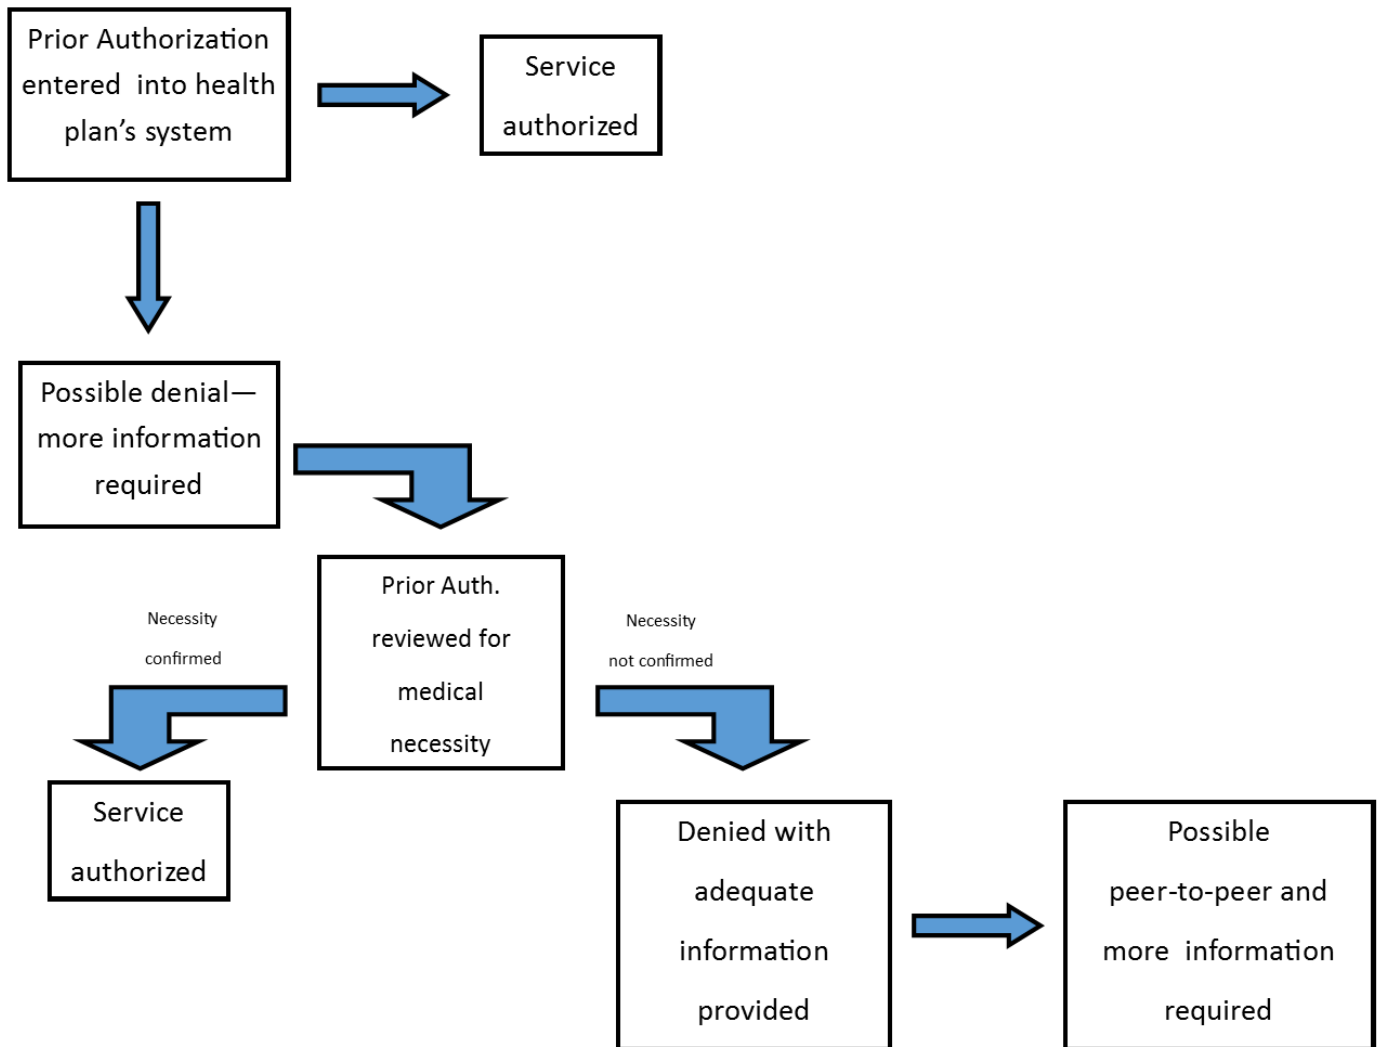 Prior Authorization
entered into health
plan’s system
Service
authorized
Possible denial—
more information
required
Prior Auth.
reviewed for
medical
necessity
Necessity
confirmed
Necessity
not confirmed
Service
authorized
Denied with
adequate
information
provided
Possible
peer-to-peer and
more information
required